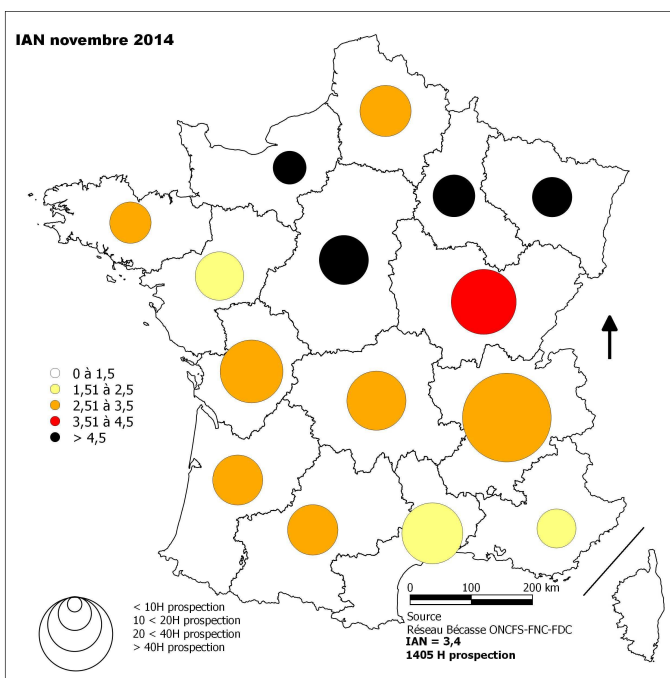 IAN novembre 2014
0 à 1,5
1,51 à 2,5
2,51 à 3,5
3,51 à 4,5
> 4,5
< 10H prospection
10 < 20H prospection
20 < 40H prospection
> 40H prospection
0 100 200 km
Source
Réseau Bécasse ONCFS-FNC-FDC
IAN = 3,4
1405 H prospection